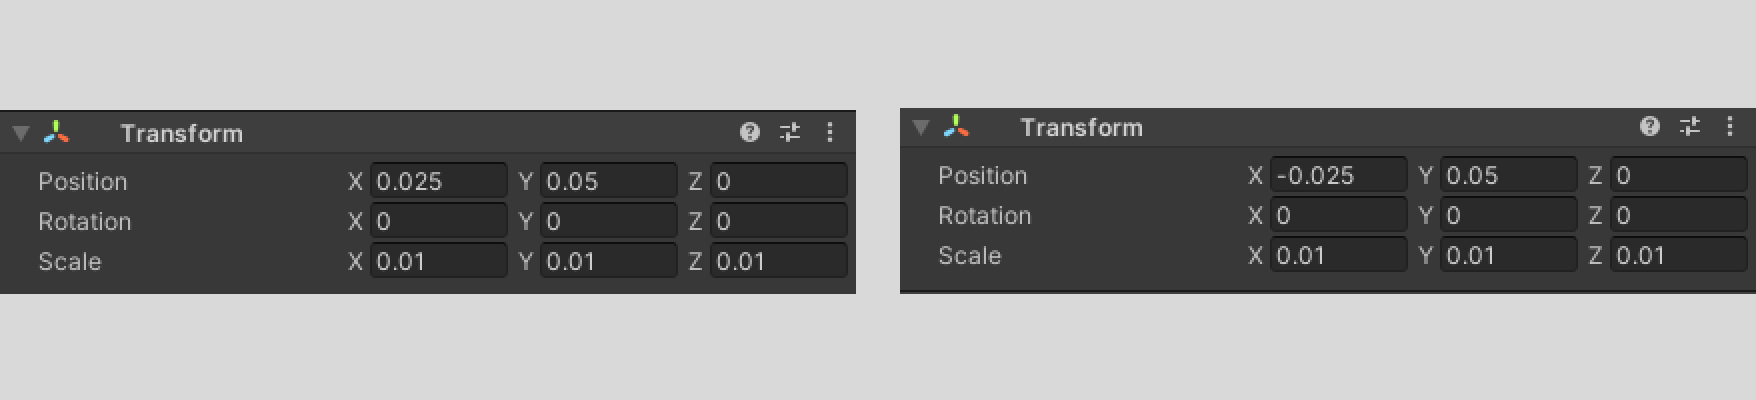 Transform
Position X 0.025 Y 0.05 Z 0
Rotation X 0 Y 0 Z 0
Scale X 0.01 Y 0.01 Z 0.01
Transform
Position X -0.025 Y 0.05 Z 0
Rotation X 0 Y 0 Z 0
Scale X 0.01 Y 0.01 Z 0.01